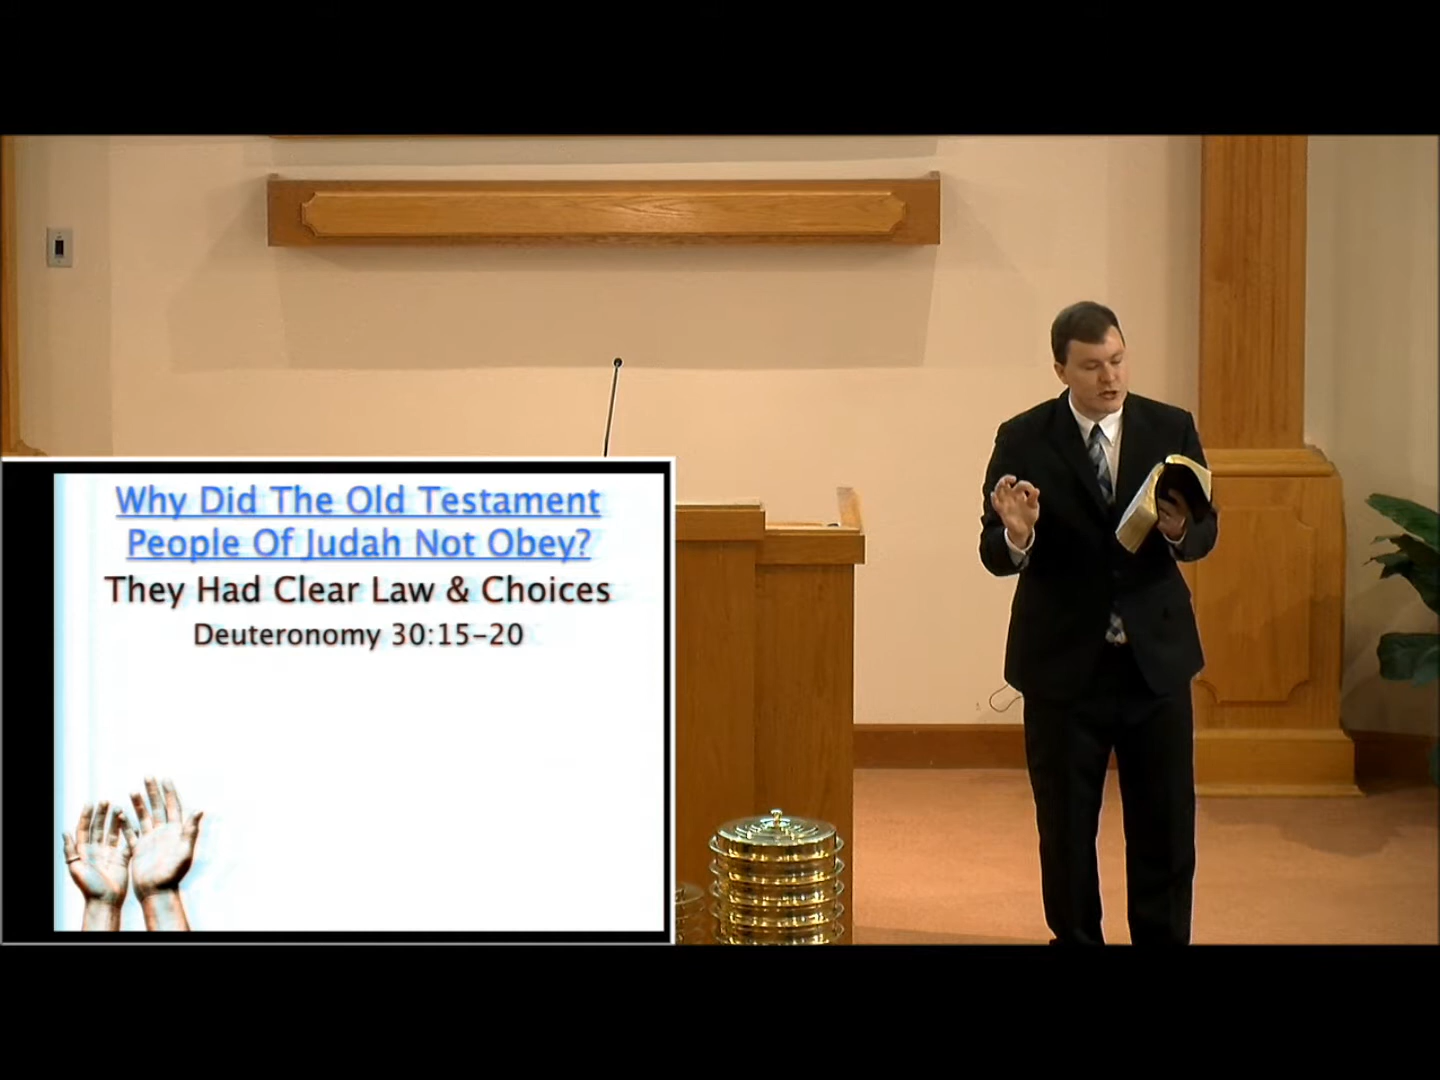 Why Did The Old Testament
People Of Judah Not Obey?
They Had Clear Law & Choices
Deuteronomy 30:15-20